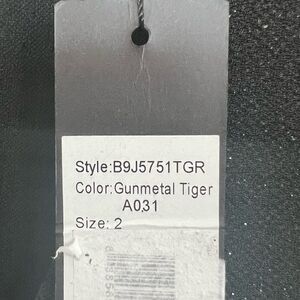 Style:B9J5751TGR
Color:Gunmetal Tiger
A031
Size: 2